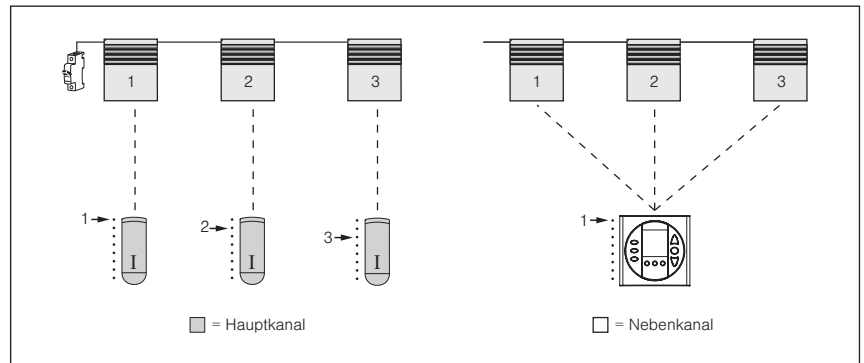 1 2 3
1 2 3
1
2
3
I I I
1
= Hauptkanal
= Nebenkanal